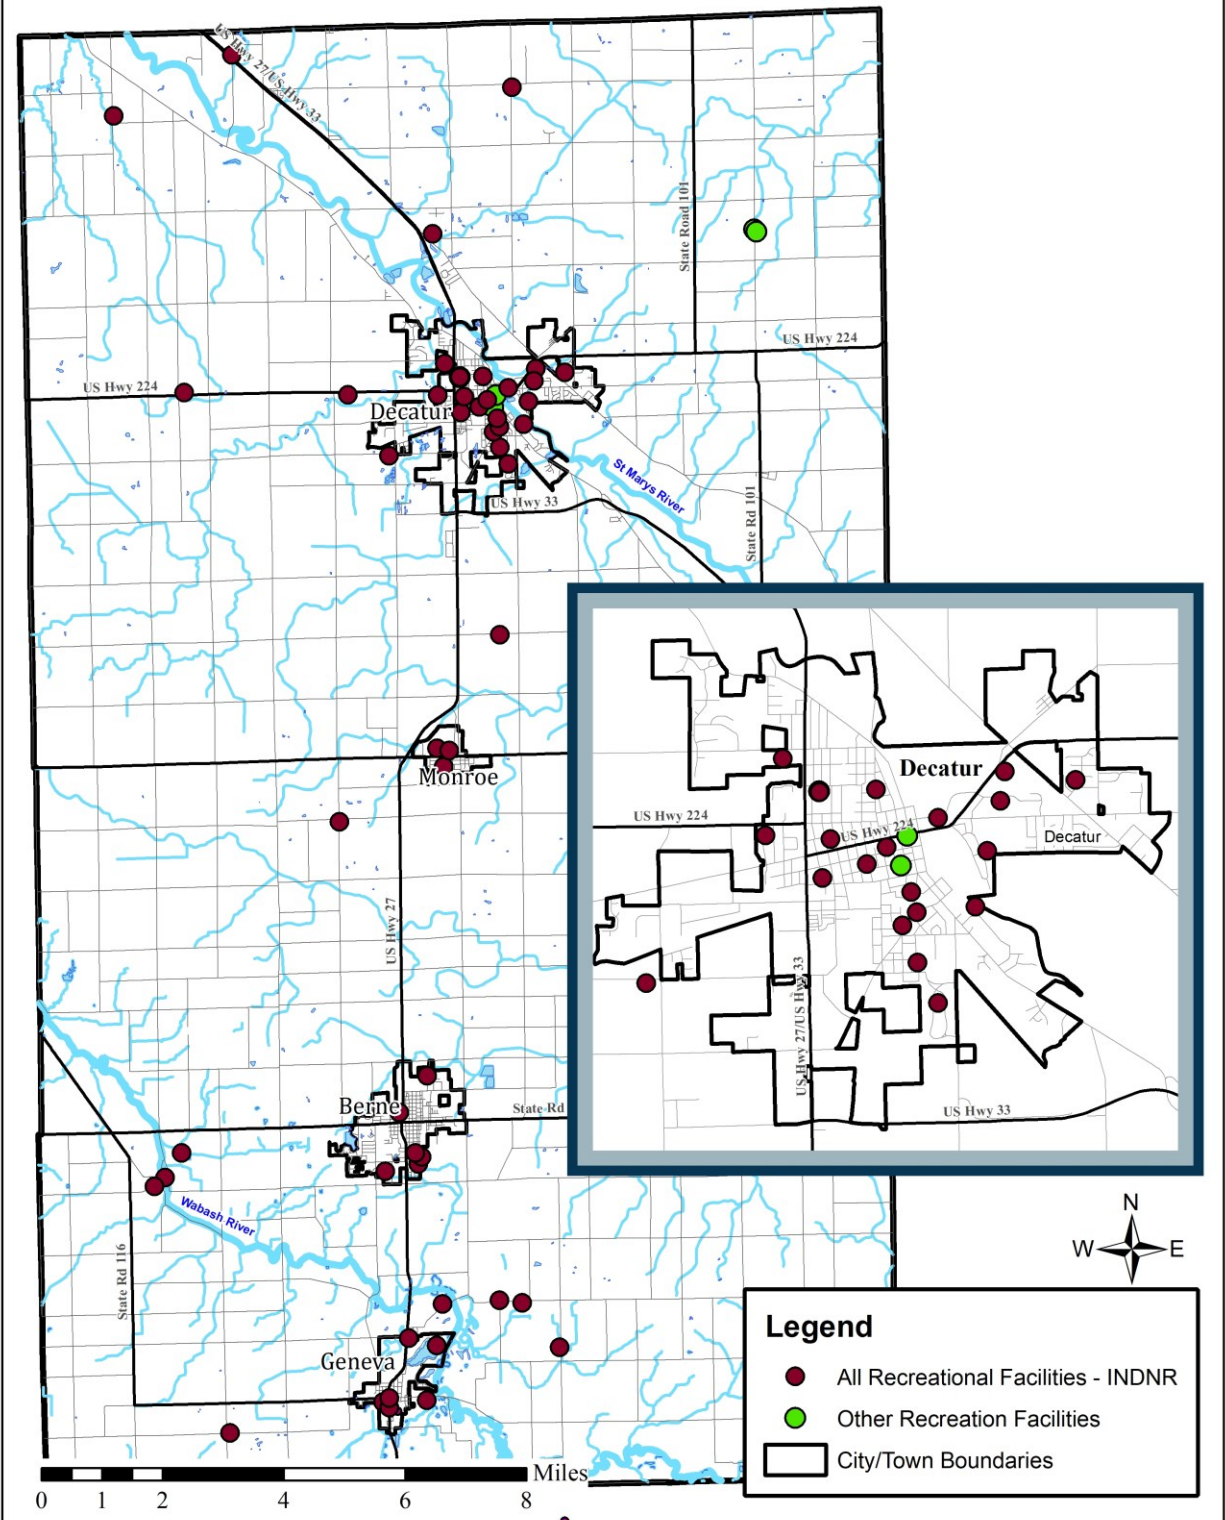 US Hwy 27/US Hwy 33
State Road 101
US Hwy 224
US Hwy 224
Decatur
St Marys River
US Hwy 33
State Rd 101
Decatur
US Hwy 224
US Hwy 224
Decatur
US Hwy 27/US Hwy 33
US Hwy 33
Monroe
US Hwy 27
Berne
State Rd
Wabash River
State Rd 116
Geneva
N
W E
S
Legend
All Recreational Facilities - INDNR
Other Recreation Facilities
City/Town Boundaries
Miles
0 1 2 4 6 8